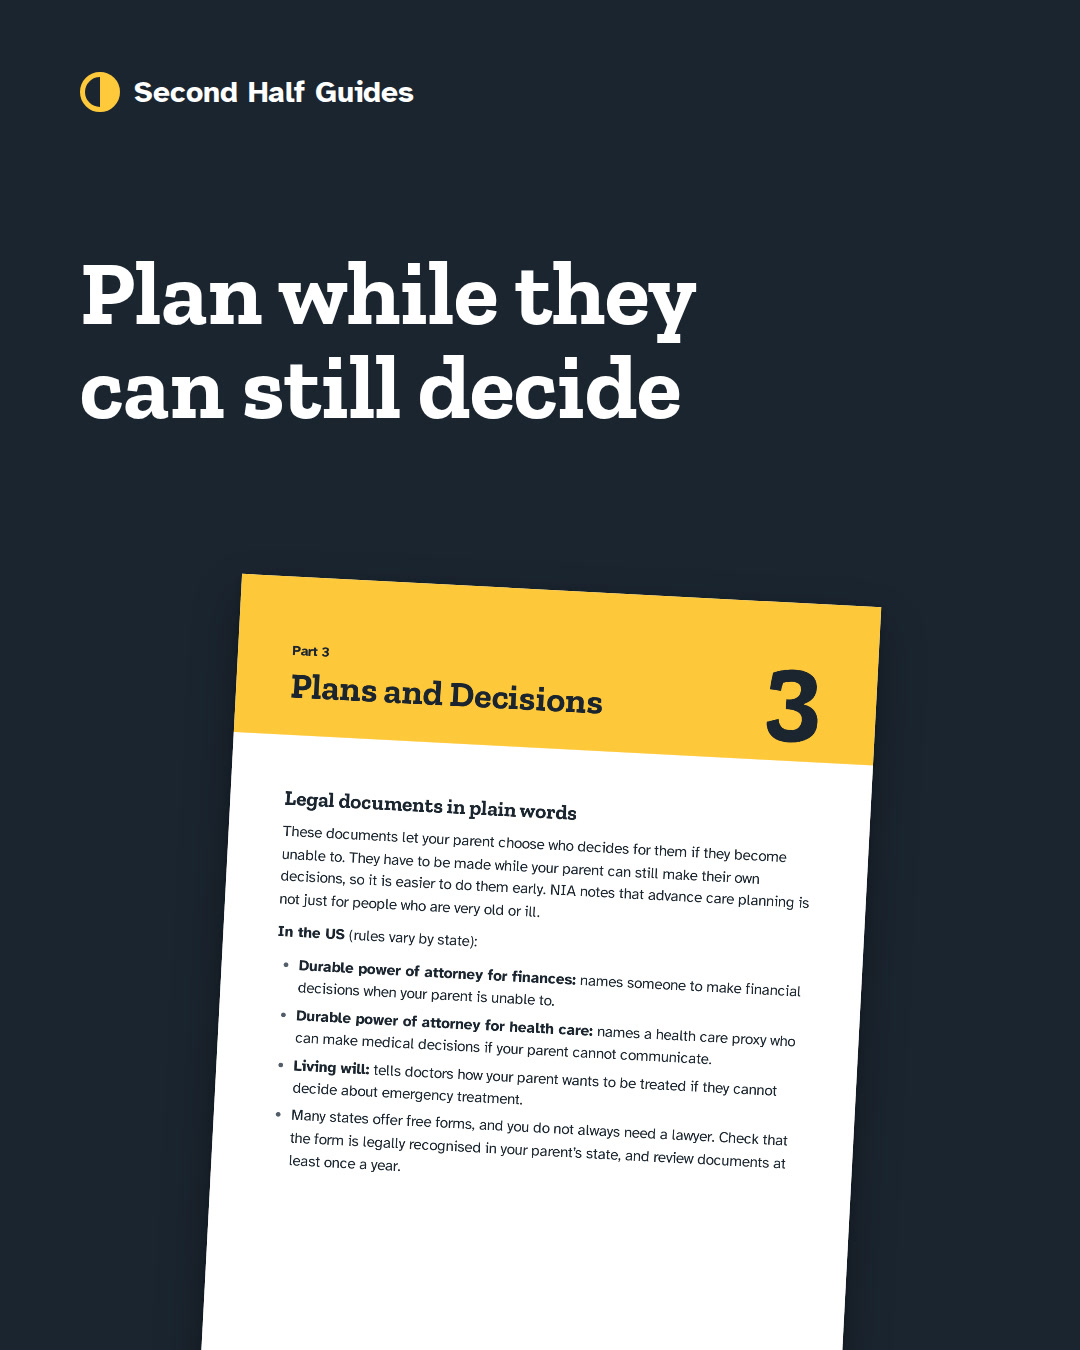 Second Half Guides
Plan while they
can still decide
Part 3
Plans and Decisions
3
Legal documents in plain words
These documents let your parent choose who decides for them if they become
unable to. They have to be made while your parent can still make their own
decisions, so it is easier to do them early. NIA notes that advance care planning is
not just for people who are very old or ill.
In the US (rules vary by state):
• Durable power of attorney for finances: names someone to make financial
decisions when your parent is unable to.
• Durable power of attorney for health care: names a health care proxy who
can make medical decisions if your parent cannot communicate.
• Living will: tells doctors how your parent wants to be treated if they cannot
decide about emergency treatment.
• Many states offer free forms, and you do not always need a lawyer. Check that
the form is legally recognised in your parent's state, and review documents at
least once a year.